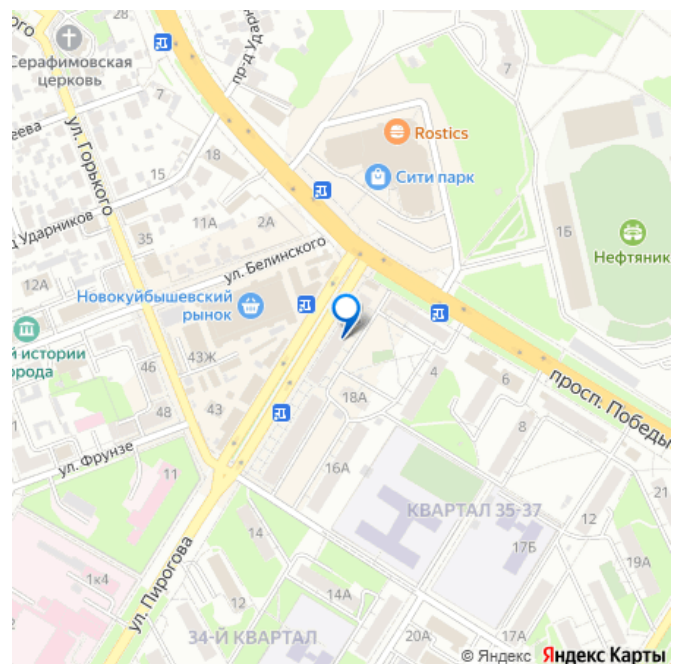 ого
Серафимовская
церковь
пр-д Ударн
7
7
еева
ул. Горького
Rostics
Сити парк
18
15
д Ударников
11А
2А
35
1Б
Нефтяник
ул. Белинского
12А
Новокуйбышевский
рынок
й истории
орода
43Ж
46
4
6
просп. Победы
18А
48
43
8
ул. Фрунзе
11
16А
21
КВАРТАЛ 35-37
12
14
17Б
19А
ул. Пирогова
1к4
14А
12
34-Й КВАРТАЛ
20А
17А
© Яндекс Яндекс Карты